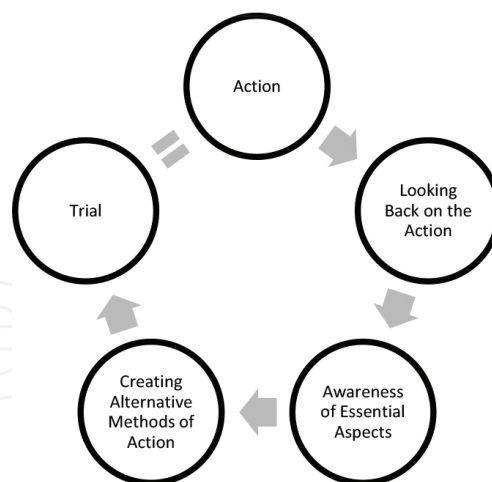 Action
Looking
Back on the
Action
Awareness
of Essential
Aspects
Creating
Alternative
Methods of
Action
Trial